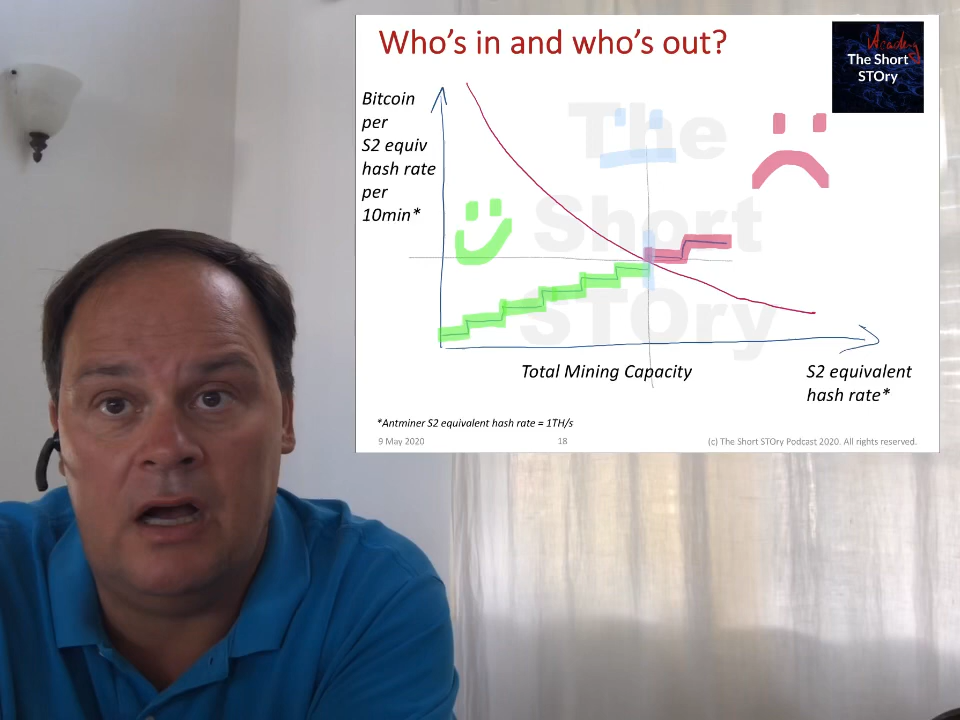 Who's in and who's out?
Academy
The Short
STOry
Bitcoin
per
S2 equiv
hash rate
per
10min*
The
Short
STOry
Total Mining Capacity
S2 equivalent
hash rate*
*Antminer S2 equivalent hash rate = 1TH/s
9 May 2020
18
(c) The Short STOry Podcast 2020. All rights reserved.